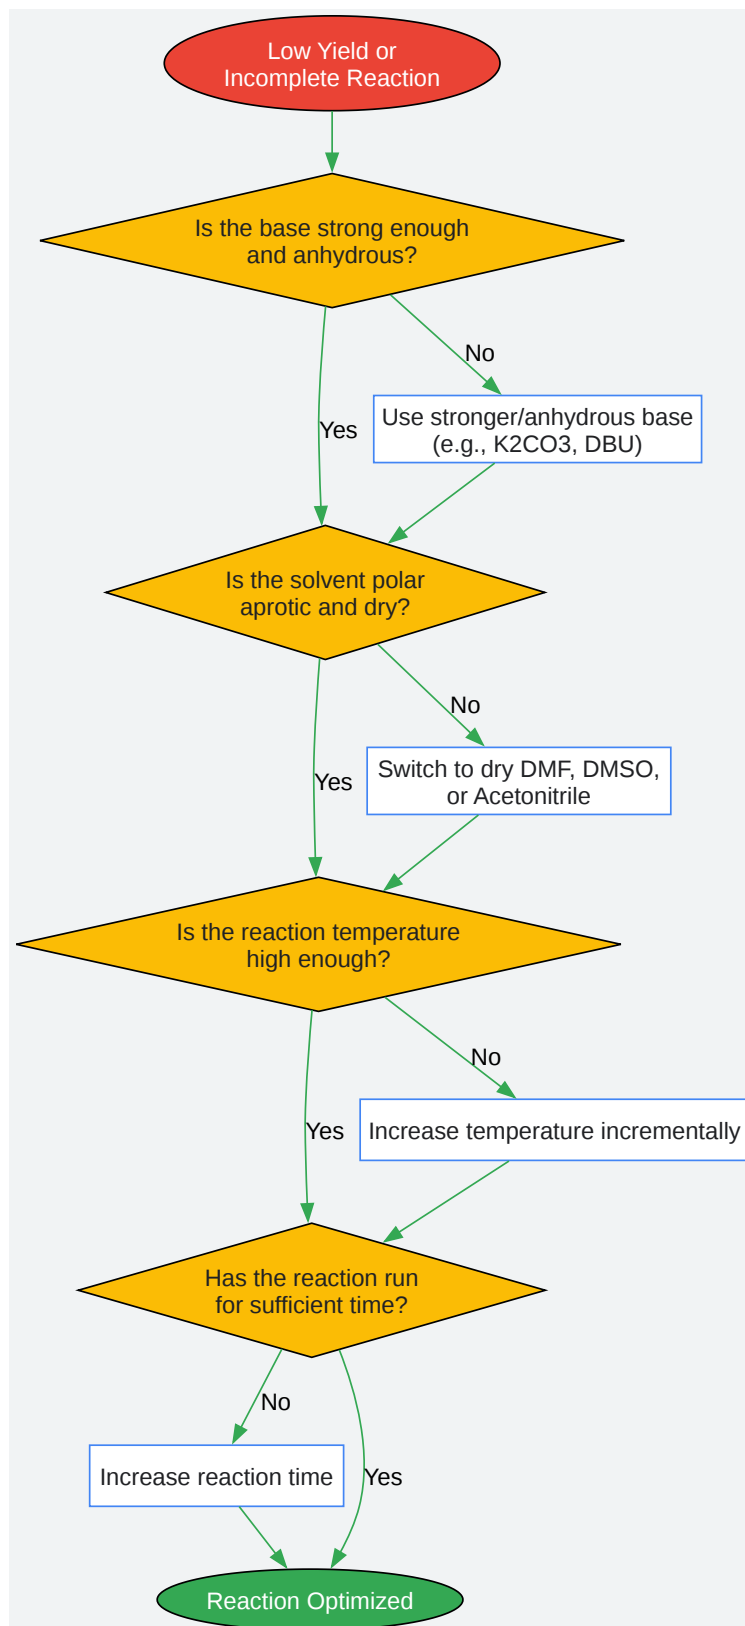 Low Yield or
Incomplete Reaction
Is the base strong enough
and anhydrous?
No
Yes
Use stronger/anhydrous base
(e.g., K2CO3, DBU)
Is the solvent polar
aprotic and dry?
No
Yes
Switch to dry DMF, DMSO,
or Acetonitrile
Is the reaction temperature
high enough?
No
Yes
Increase temperature incrementally
Has the reaction run
for sufficient time?
No
Yes
Increase reaction time
Reaction Optimized